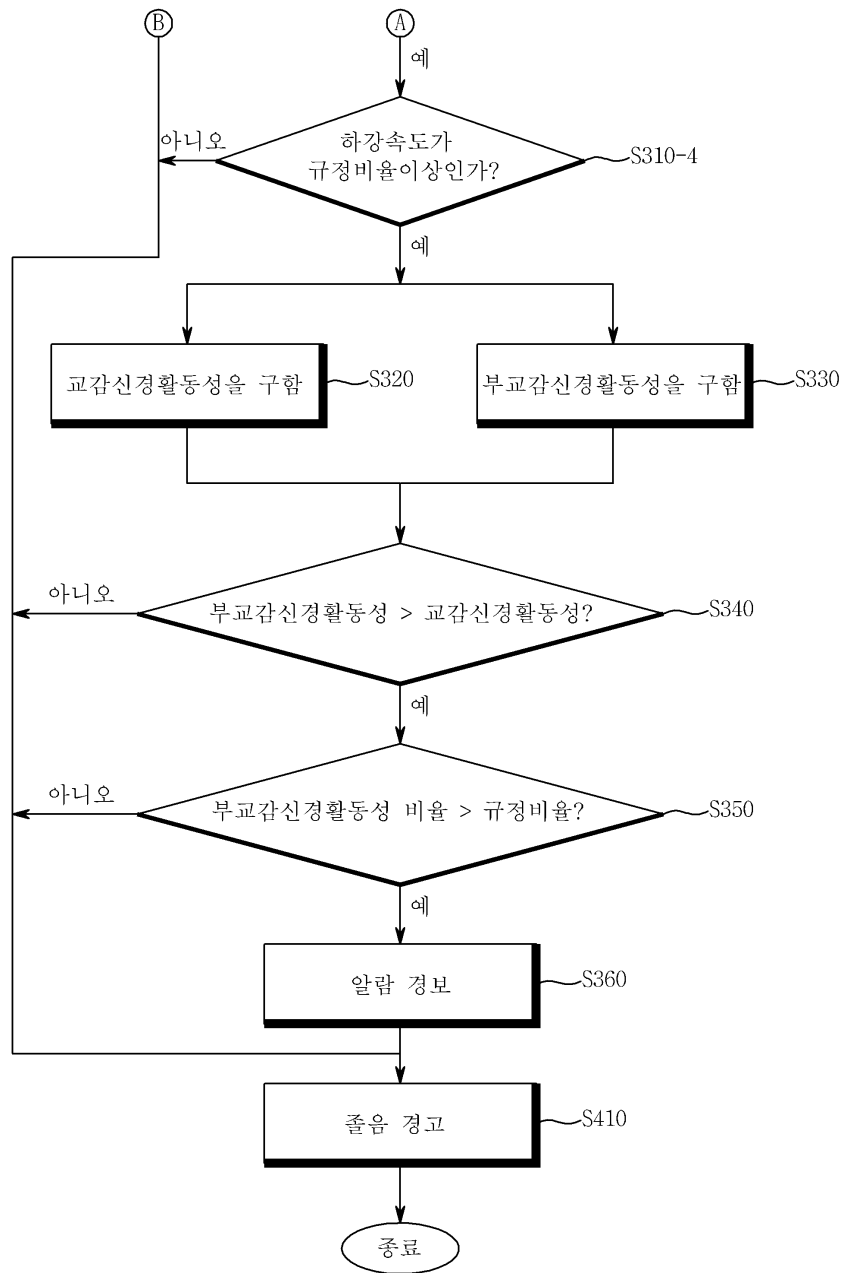 B
A
예
하강속도가
규정비율이상인가?
아니오
S310-4
예
교감신경활동성을 구함
S320
부교감신경활동성을 구함
S330
부교감신경활동성 > 교감신경활동성?
아니오
S340
예
부교감신경활동성 비율 > 규정비율?
아니오
S350
예
알람 경보
S360
졸음 경고
S410
종료